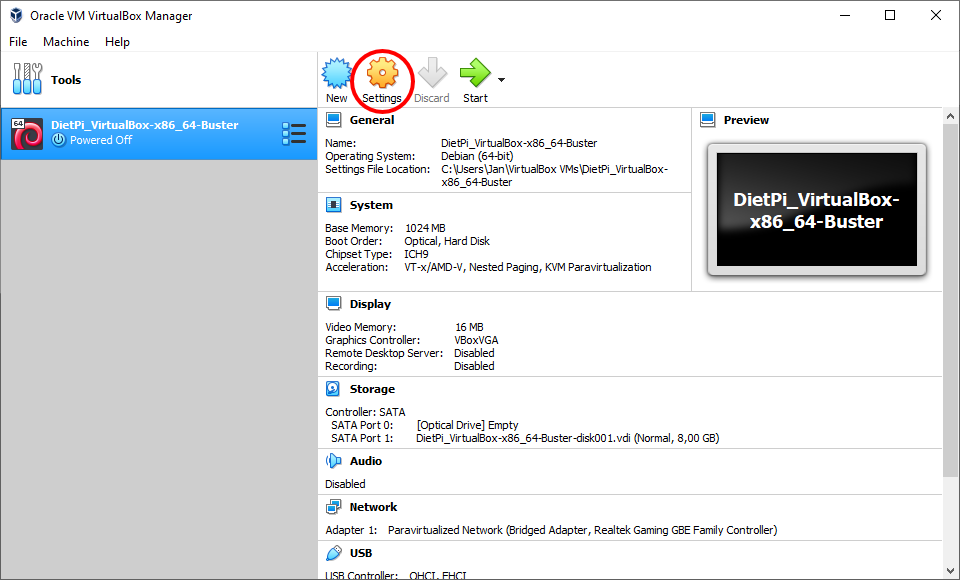 Oracle VM VirtualBox Manager
File Machine Help
Tools
New Settings Discard Start
64
DietPi_VirtualBox-x86_64-Buster
Powered Off
General
Name: DietPi_VirtualBox-x86_64-Buster
Operating System: Debian (64-bit)
Settings File Location: C:\Users\Jan\VirtualBox VMs\DietPi_VirtualBox-
x86_64-Buster
Preview
DietPi_VirtualBox-
x86_64-Buster
System
Base Memory: 1024 MB
Boot Order: Optical, Hard Disk
Chipset Type: ICH9
Acceleration: VT-x/AMD-V, Nested Paging, KVM Paravirtualization
Display
Video Memory: 16 MB
Graphics Controller: VBoxVGA
Remote Desktop Server: Disabled
Recording: Disabled
Storage
Controller: SATA
SATA Port 0: [Optical Drive] Empty
SATA Port 1: DietPi_VirtualBox-x86_64-Buster-disk001.vdi (Normal, 8,00 GB)
Audio
Disabled
Network
Adapter 1: Paravirtualized Network (Bridged Adapter, Realtek Gaming GBE Family Controller)
USB
USB Controller: OHCI, EHCI